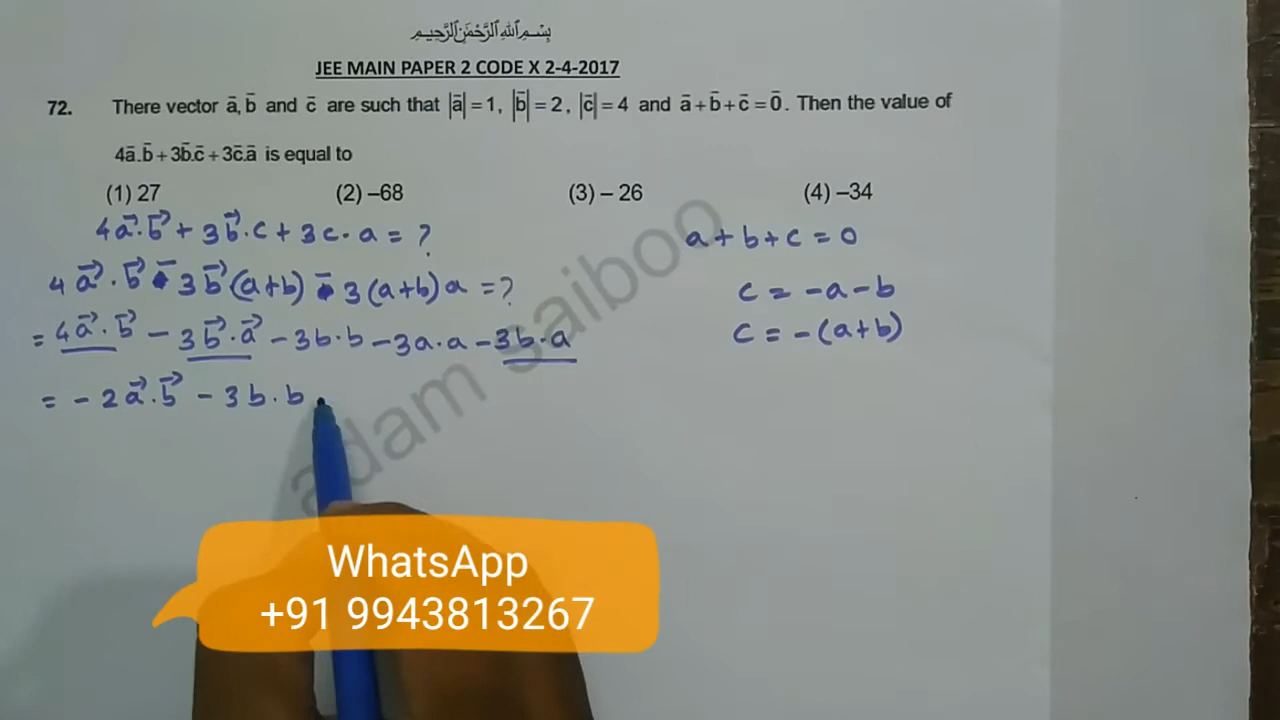 بِسْمِ ٱللَّٰهِ ٱلرَّحْمَٰنِ ٱلرَّحِيمِ
JEE MAIN PAPER 2 CODE X 2-4-2017
72. There vector a̅, b̅ and c̅ are such that |a̅| = 1, |b̅| = 2, |c̅| = 4 and a̅ + b̅ + c̅ = 0̅. Then the value of
4a̅.b̅ + 3b̅.c̅ + 3c̅.a̅ is equal to
(1) 27 (2) –68 (3) – 26 (4) –34
4a⃗·b⃗ + 3b⃗·c + 3c·a = ?
4a⃗·b⃗ - 3b⃗(a+b) - 3(a+b)a = ?
= 4a⃗·b⃗ - 3b⃗·a⃗ - 3b·b - 3a·a - 3b·a
= - 2a⃗·b⃗ - 3b·b
a + b + c = 0
c = -a - b
c = -(a+b)
adam saiboo
WhatsApp
+91 9943813267